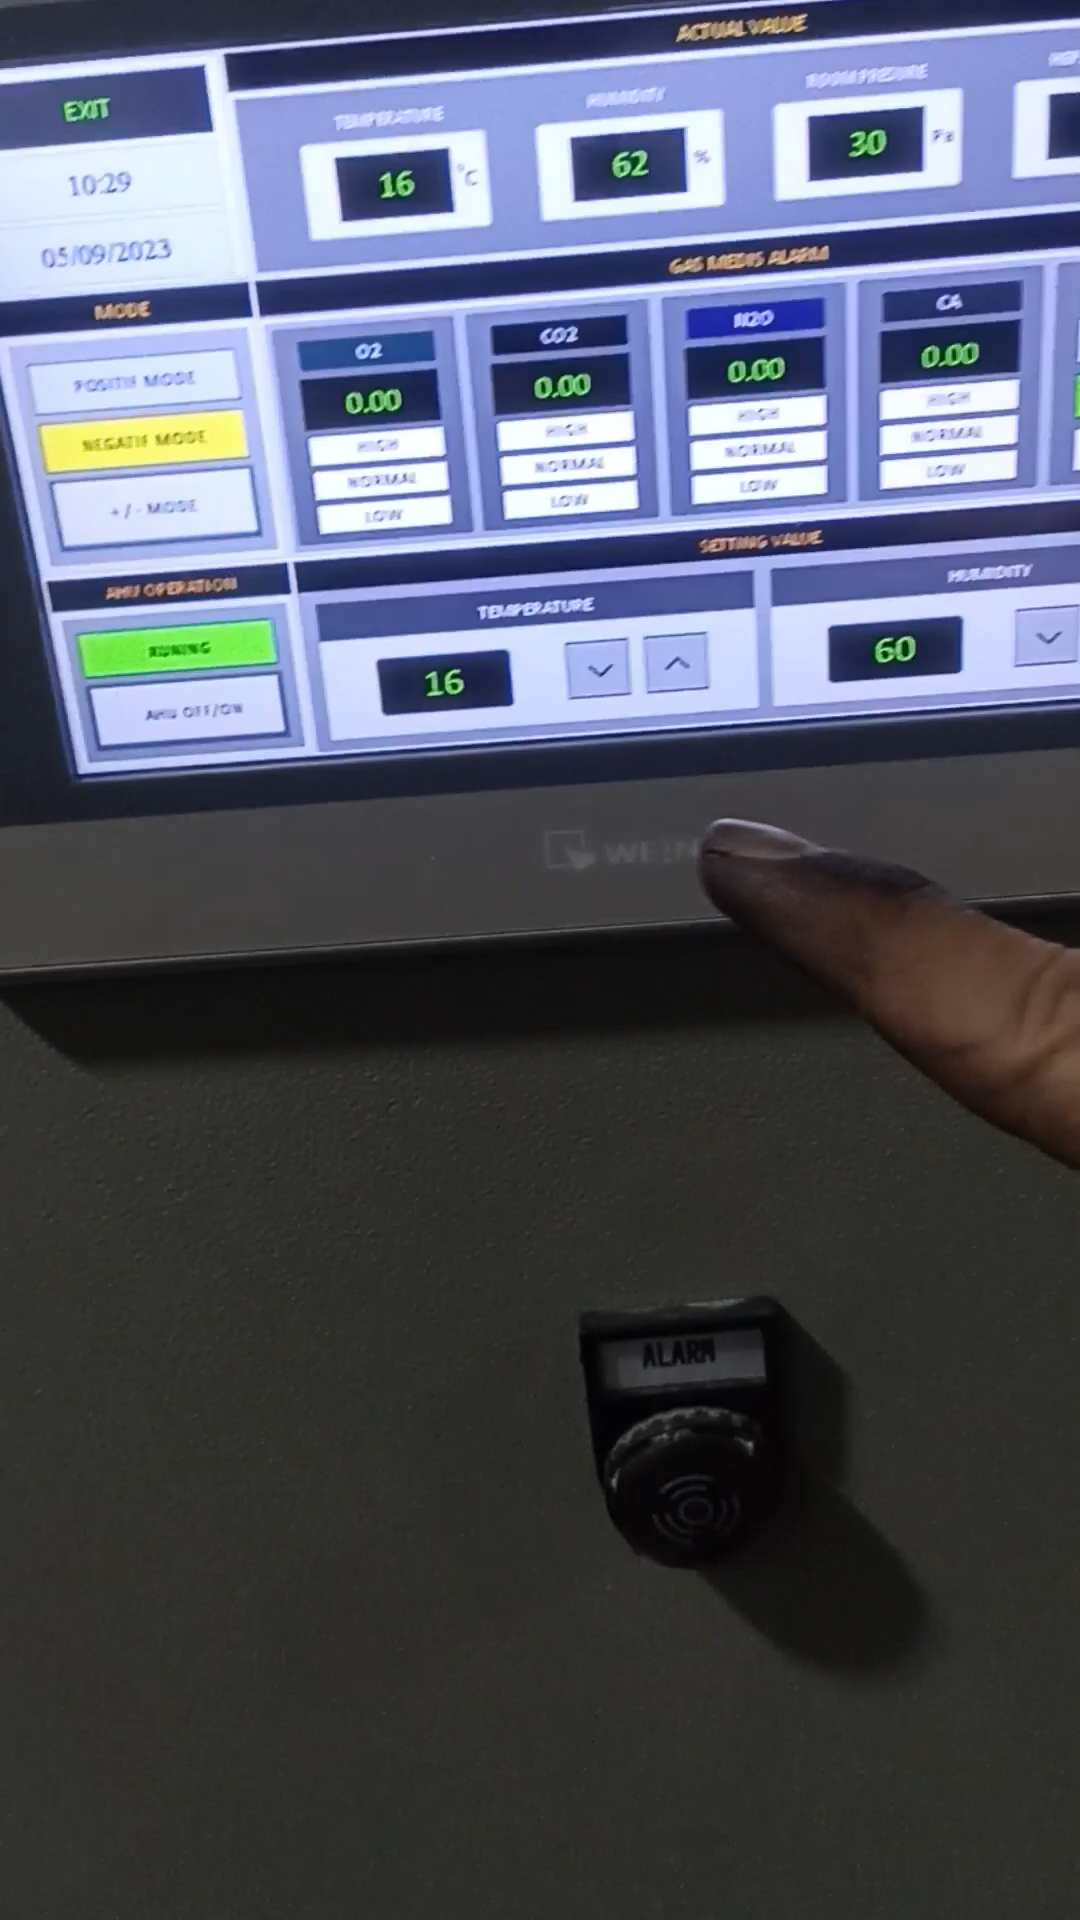 ACTUAL VALUE
EXIT
TEMPERATURE
HUMIDITY
ROOM PRESURE
16 °C
62 %
30 Pa
10:29
05/09/2023
GAS MEDIS ALARM
MODE
O2
CO2
N2O
CA
0.00
0.00
0.00
0.00
POSITIF MODE
NEGATIF MODE
+ / - MODE
HIGH
HIGH
HIGH
HIGH
NORMAL
NORMAL
NORMAL
NORMAL
LOW
LOW
LOW
LOW
SETTING VALUE
AHU OPERATION
TEMPERATURE
HUMIDITY
RUNING
16
60
AHU OFF/ON
ALARM